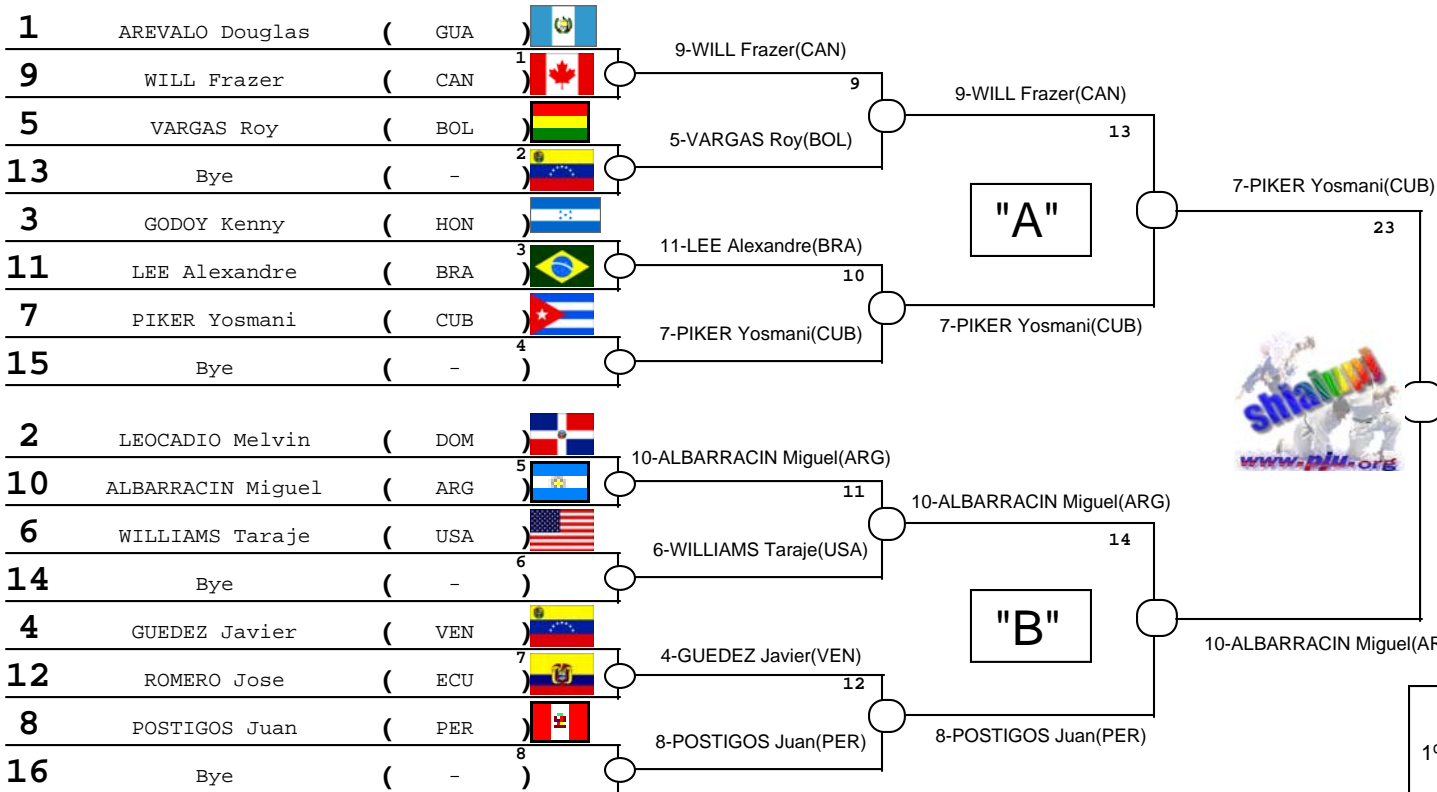 1 AREVALO Douglas ( GUA )
9-WILL Frazer(CAN)
1
9 WILL Frazer ( CAN )
9
9-WILL Frazer(CAN)
5 VARGAS Roy ( BOL )
13
5-VARGAS Roy(BOL)
2
13 Bye ( - )
7-PIKER Yosmani(CUB)
"A"
3 GODOY Kenny ( HON )
23
11-LEE Alexandre(BRA)
3
11 LEE Alexandre ( BRA )
10
7 PIKER Yosmani ( CUB )
7-PIKER Yosmani(CUB)
7-PIKER Yosmani(CUB)
4
15 Bye ( - )
shiai
www.pju.org
2 LEOCADIO Melvin ( DOM )
10-ALBARRACIN Miguel(ARG)
5
10 ALBARRACIN Miguel ( ARG )
11
10-ALBARRACIN Miguel(ARG)
6 WILLIAMS Taraje ( USA )
14
6-WILLIAMS Taraje(USA)
6
14 Bye ( - )
"B"
4 GUEDEZ Javier ( VEN )
10-ALBARRACIN Miguel(AR
4-GUEDEZ Javier(VEN)
7
12 ROMERO Jose ( ECU )
12
8 POSTIGOS Juan ( PER )
8-POSTIGOS Juan(PER)
8-POSTIGOS Juan(PER)
8
1º
16 Bye ( - )